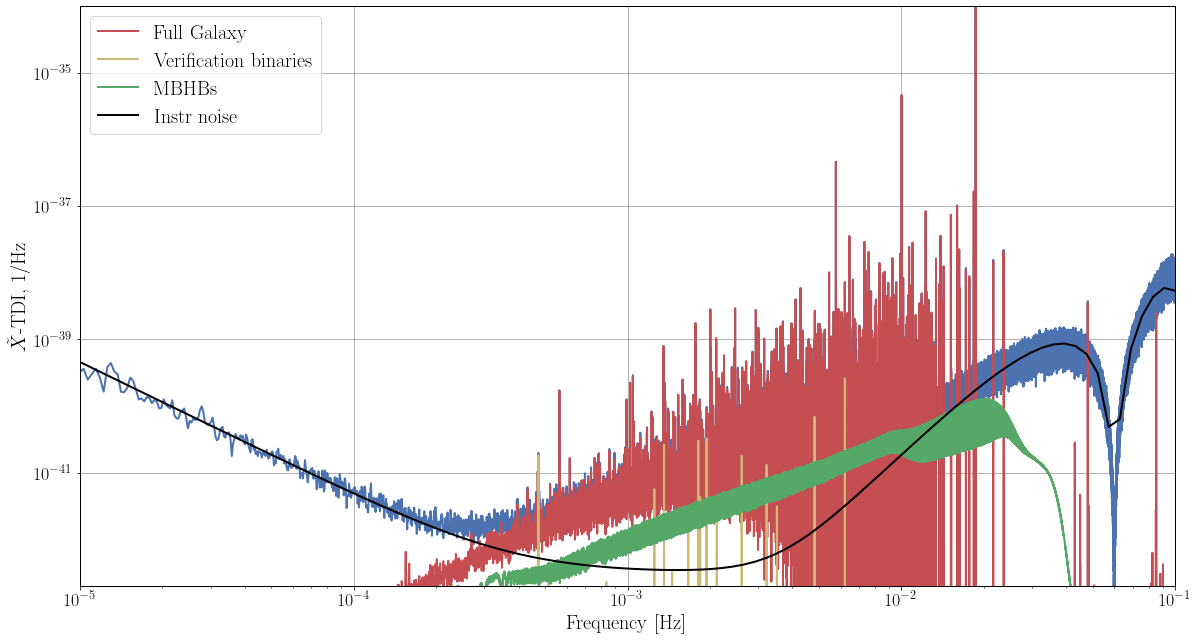 Full Galaxy
Verification binaries
MBHBs
Instr noise
10⁻³⁵
10⁻³⁷
10⁻³⁹
10⁻⁴¹
X̃-TDI, 1/Hz
10⁻⁵
10⁻⁴
10⁻³
10⁻²
10⁻¹
Frequency [Hz]